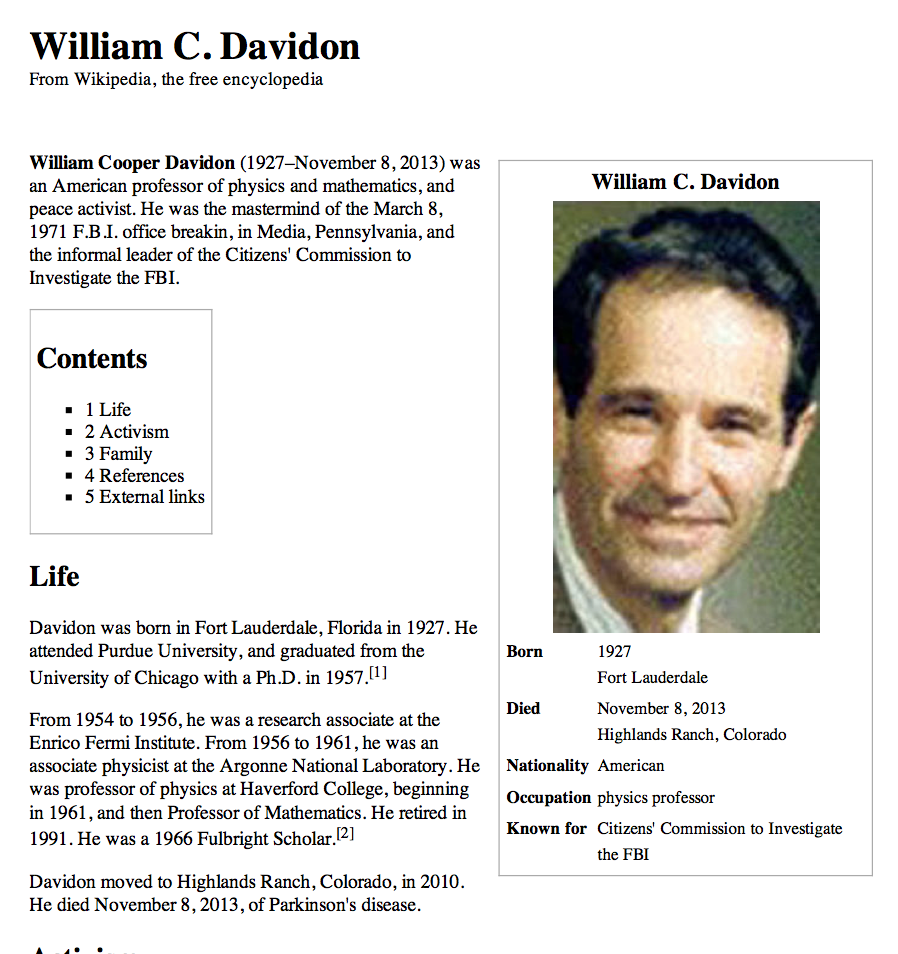 William C. Davidon
From Wikipedia, the free encyclopedia
William Cooper Davidon (1927–November 8, 2013) was
an American professor of physics and mathematics, and
peace activist. He was the mastermind of the March 8,
1971 F.B.I. office breakin, in Media, Pennsylvania, and
the informal leader of the Citizens' Commission to
Investigate the FBI.
Contents
1 Life
2 Activism
3 Family
4 References
5 External links
Life
Davidon was born in Fort Lauderdale, Florida in 1927. He
attended Purdue University, and graduated from the
University of Chicago with a Ph.D. in 1957.[1]
From 1954 to 1956, he was a research associate at the
Enrico Fermi Institute. From 1956 to 1961, he was an
associate physicist at the Argonne National Laboratory. He
was professor of physics at Haverford College, beginning
in 1961, and then Professor of Mathematics. He retired in
1991. He was a 1966 Fulbright Scholar.[2]
Davidon moved to Highlands Ranch, Colorado, in 2010.
He died November 8, 2013, of Parkinson's disease.
William C. Davidon
Born 1927
Fort Lauderdale
Died November 8, 2013
Highlands Ranch, Colorado
Nationality American
Occupation physics professor
Known for Citizens' Commission to Investigate
the FBI